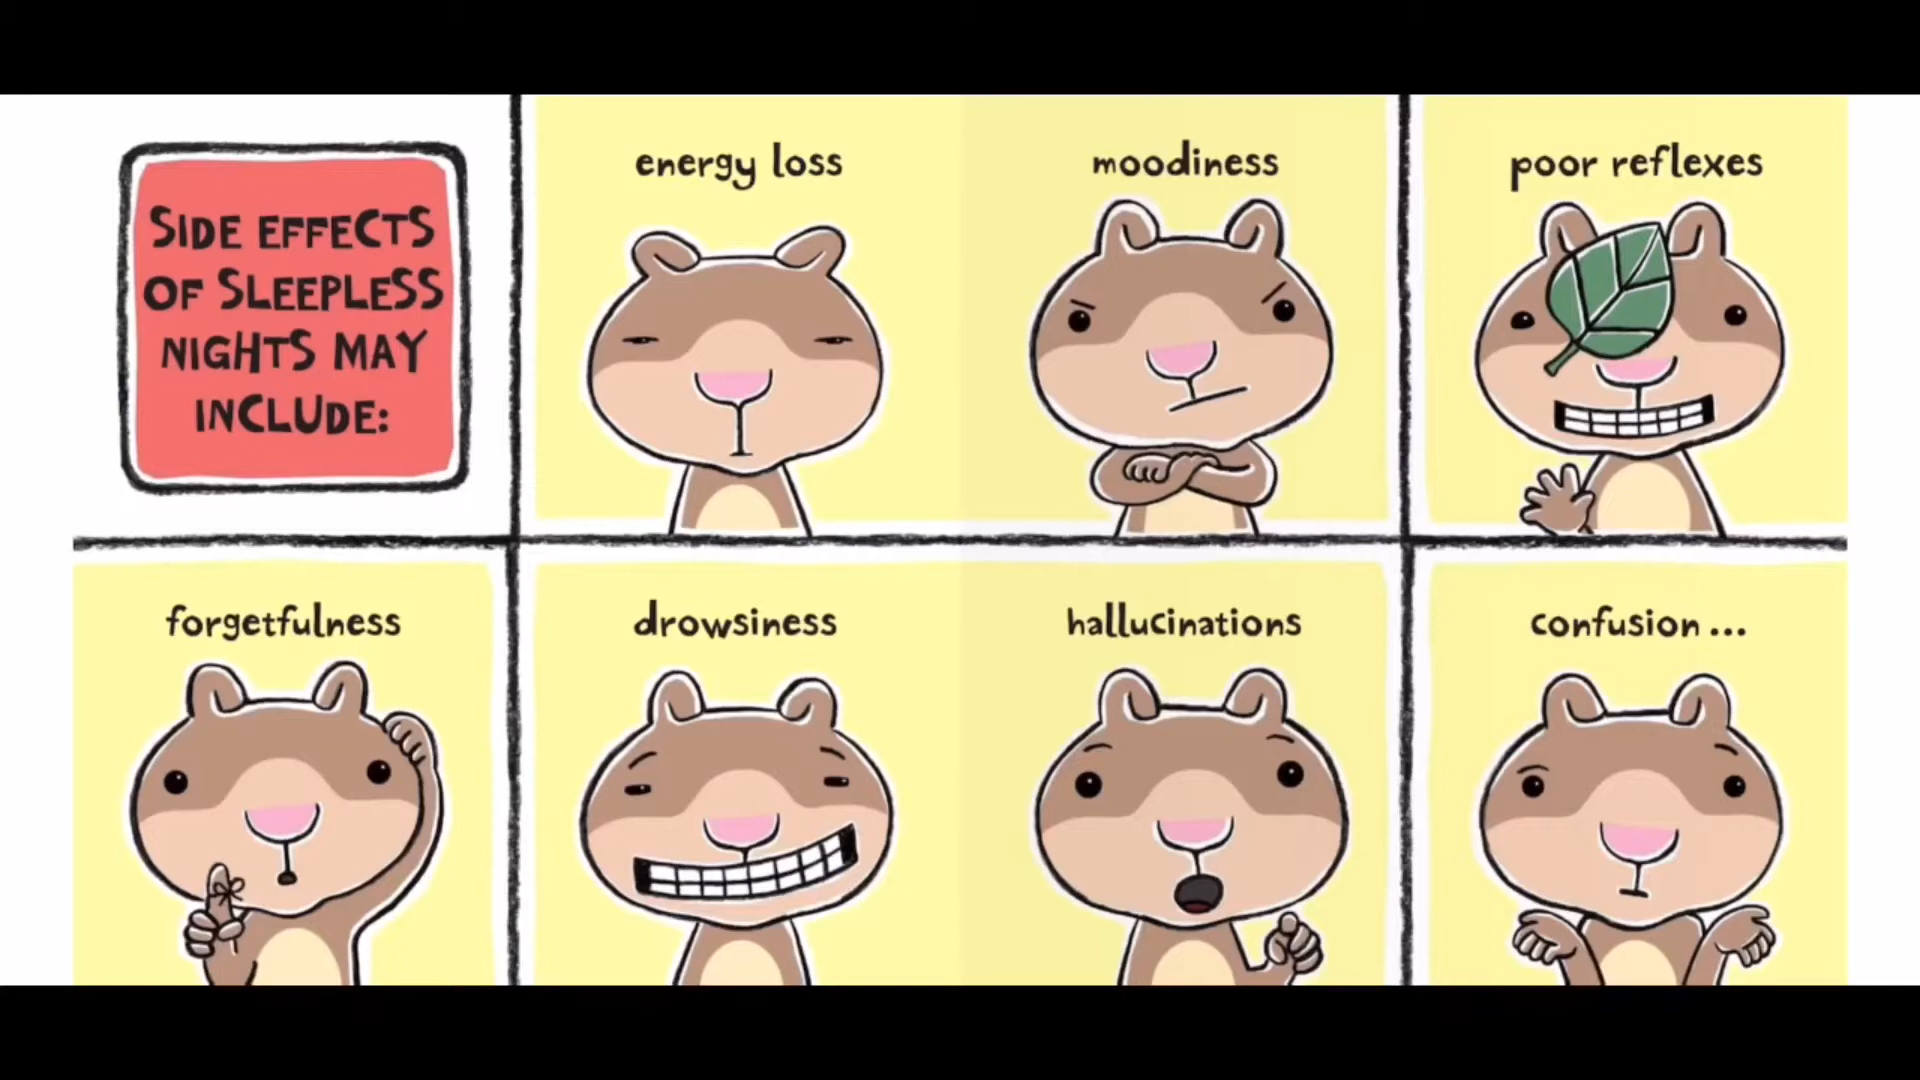 SIDE EFFECTS
OF SLEEPLESS
NIGHTS MAY
INCLUDE:
energy loss
moodiness
poor reflexes
forgetfulness
drowsiness
hallucinations
confusion...